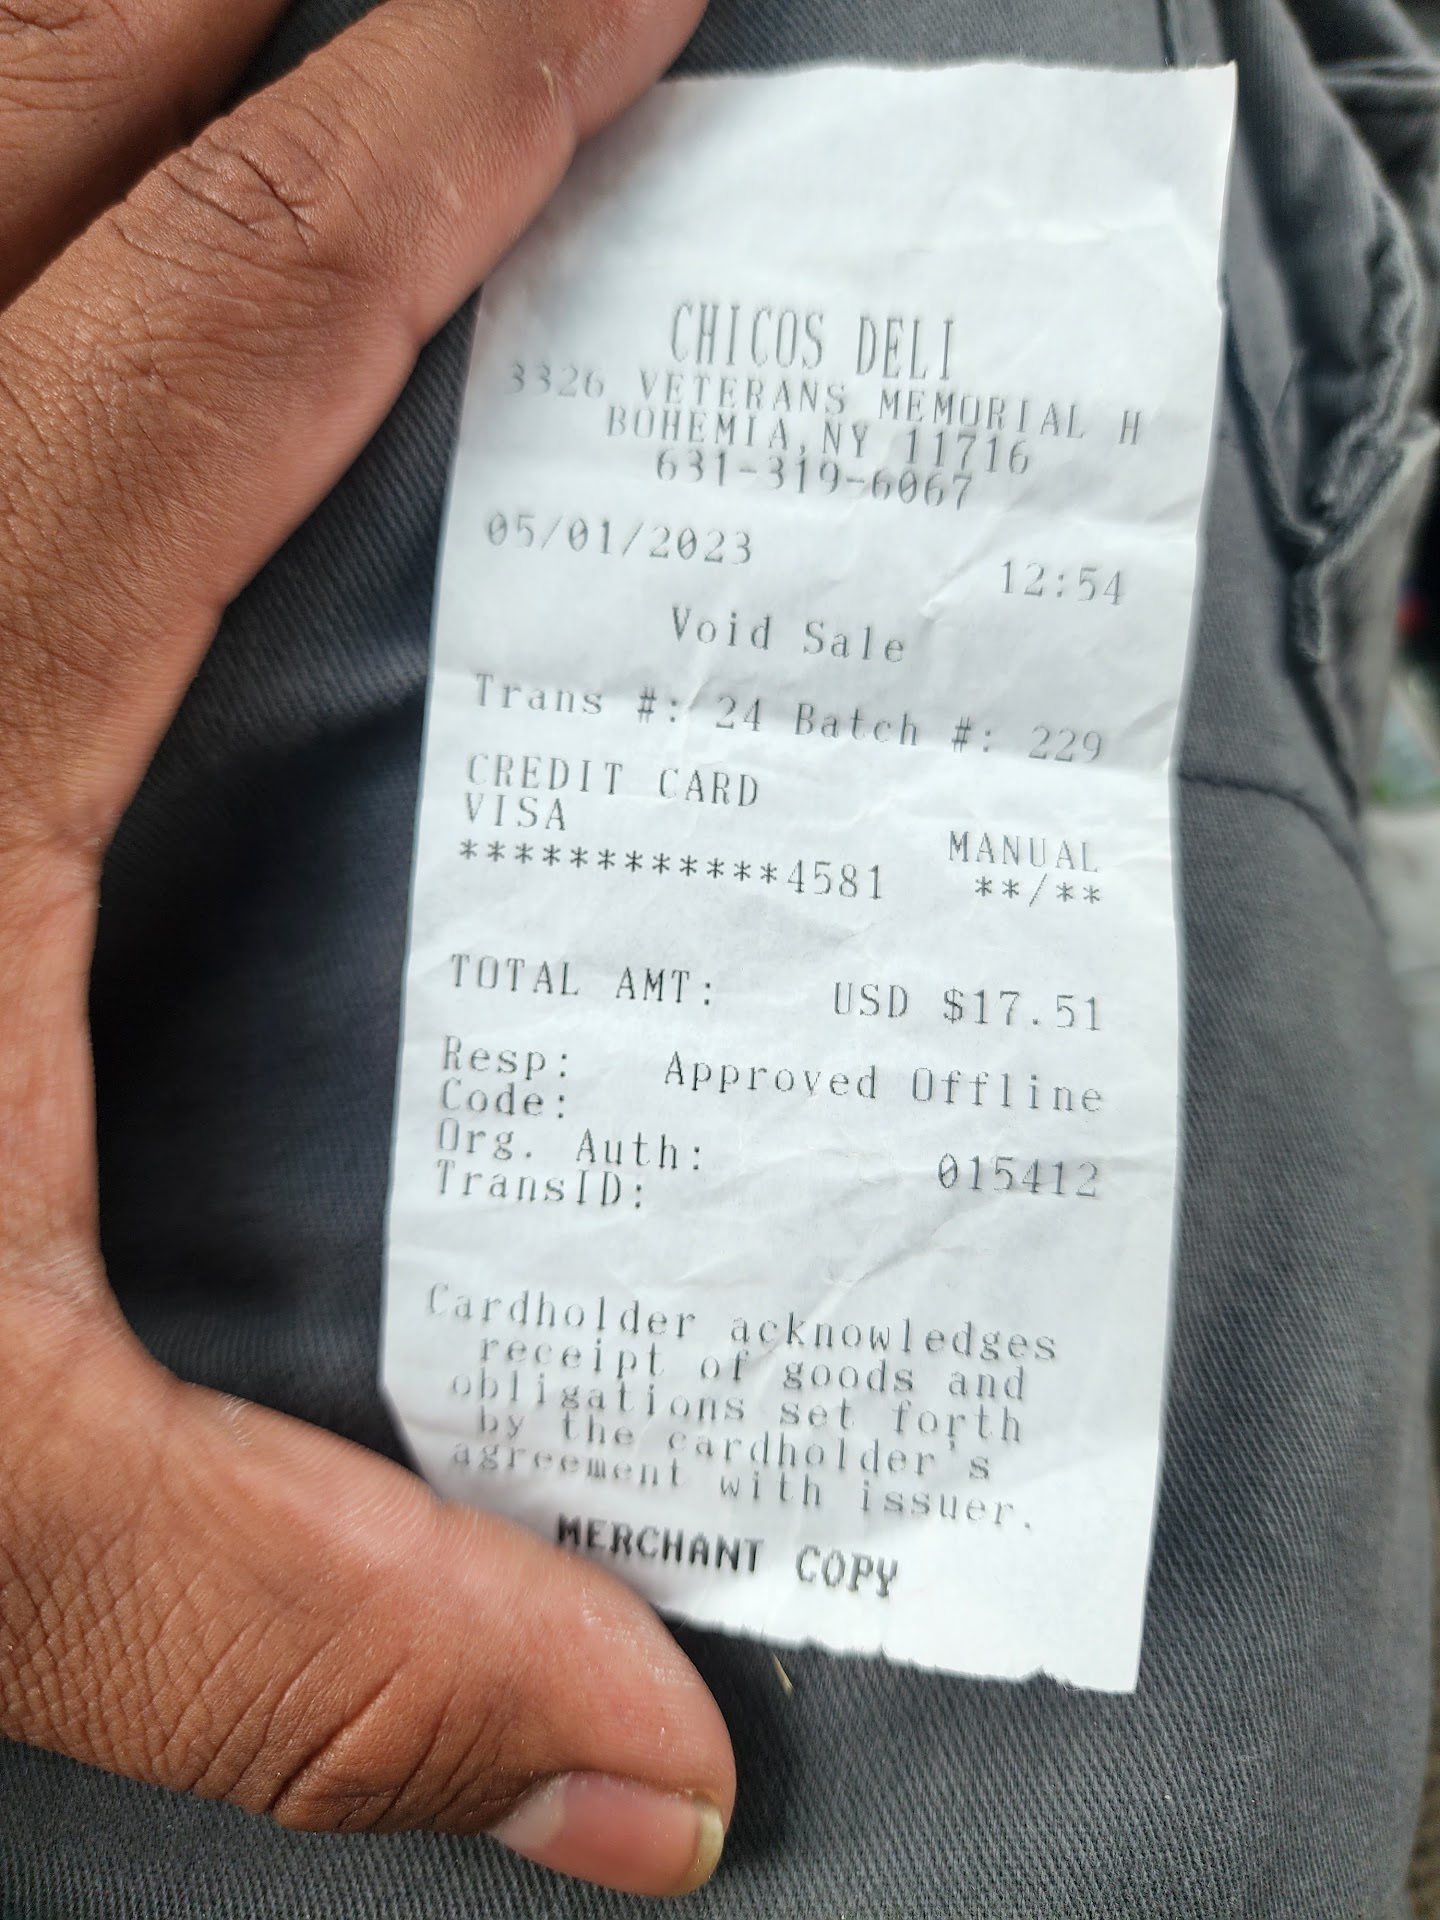 CHICOS DELI
3326 VETERANS MEMORIAL H
BOHEMIA,NY 11716
631-319-6067
05/01/2023 12:54
Void Sale
Trans #: 24 Batch #: 229
CREDIT CARD
VISA MANUAL
************4581 **/**
TOTAL AMT: USD $17.51
Resp: Approved Offline
Code:
Org. Auth: 015412
TransID:
Cardholder acknowledges
receipt of goods and
obligations set forth
by the cardholder's
agreement with issuer.
MERCHANT COPY